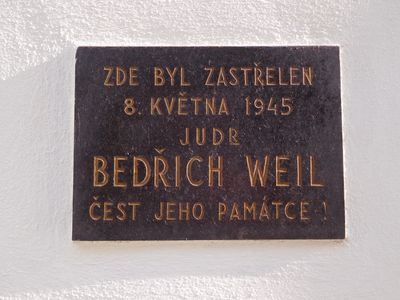 ZDE BYL ZASTŘELEN
8. KVĚTNA 1945
JUDR
BEDŘICH WEIL
ČEST JEHO PAMÁTCE!